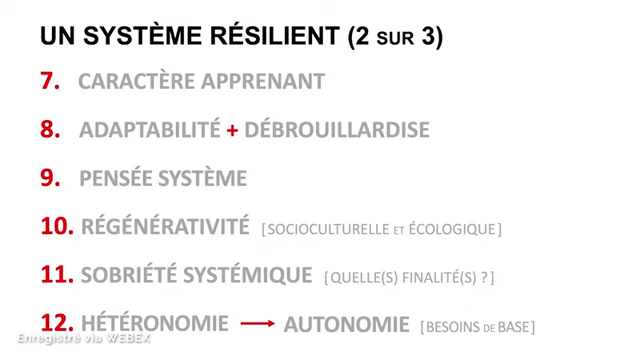 UN SYSTÈME RÉSILIENT (2 SUR 3)
7. CARACTÈRE APPRENANT
8. ADAPTABILITÉ + DÉBROUILLARDISE
9. PENSÉE SYSTÈME
10. RÉGÉNÉRATIVITÉ [SOCIOCULTURELLE ET ÉCOLOGIQUE]
11. SOBRIÉTÉ SYSTÉMIQUE [QUELLE(S) FINALITÉ(S) ?]
12. HÉTÉRONOMIE → AUTONOMIE [BESOINS DE BASE]
Enregistré via WEBEX